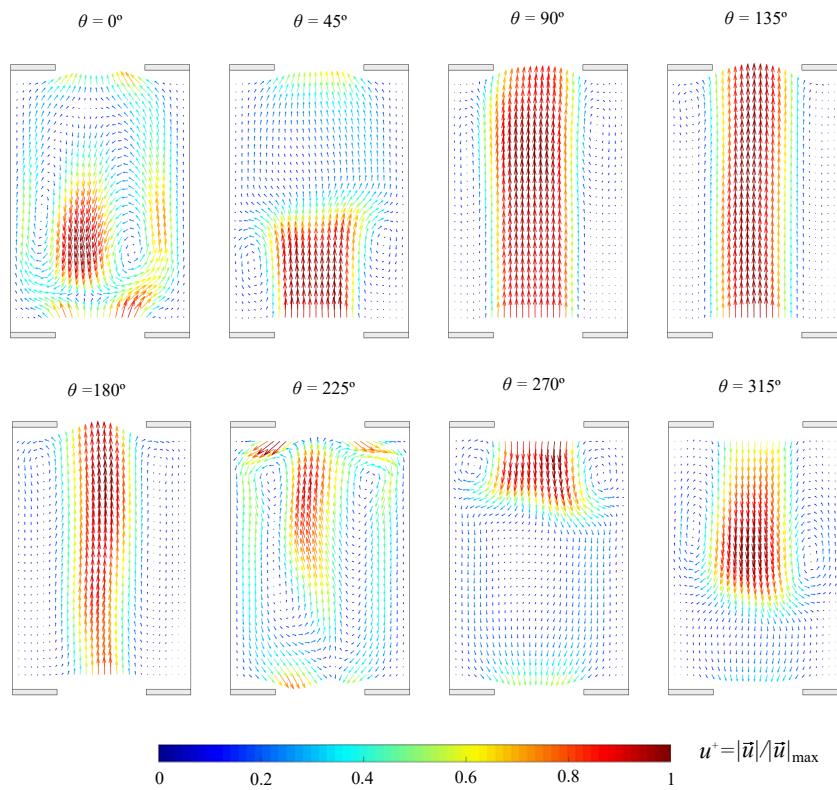 θ = 0º θ = 45º θ = 90º θ = 135º
θ =180º θ = 225º θ = 270º θ = 315º
u⁺=|u⃗|/|u⃗|max
0 0.2 0.4 0.6 0.8 1